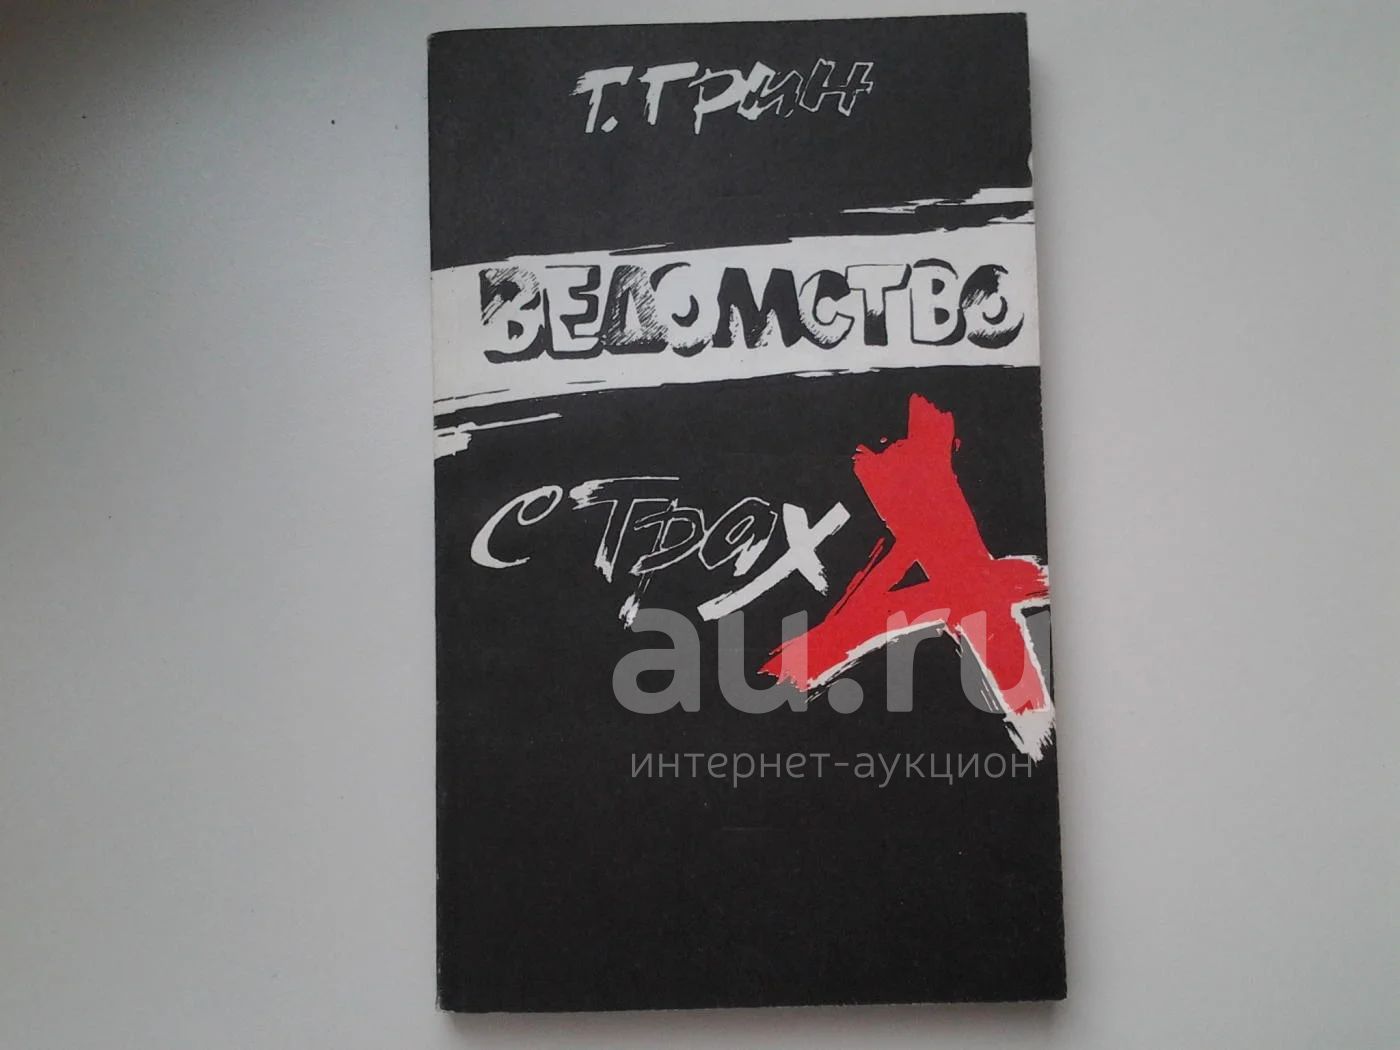 Т. Грин
ВЕДОМСТВО
страха
au.ru
интернет-аукцион